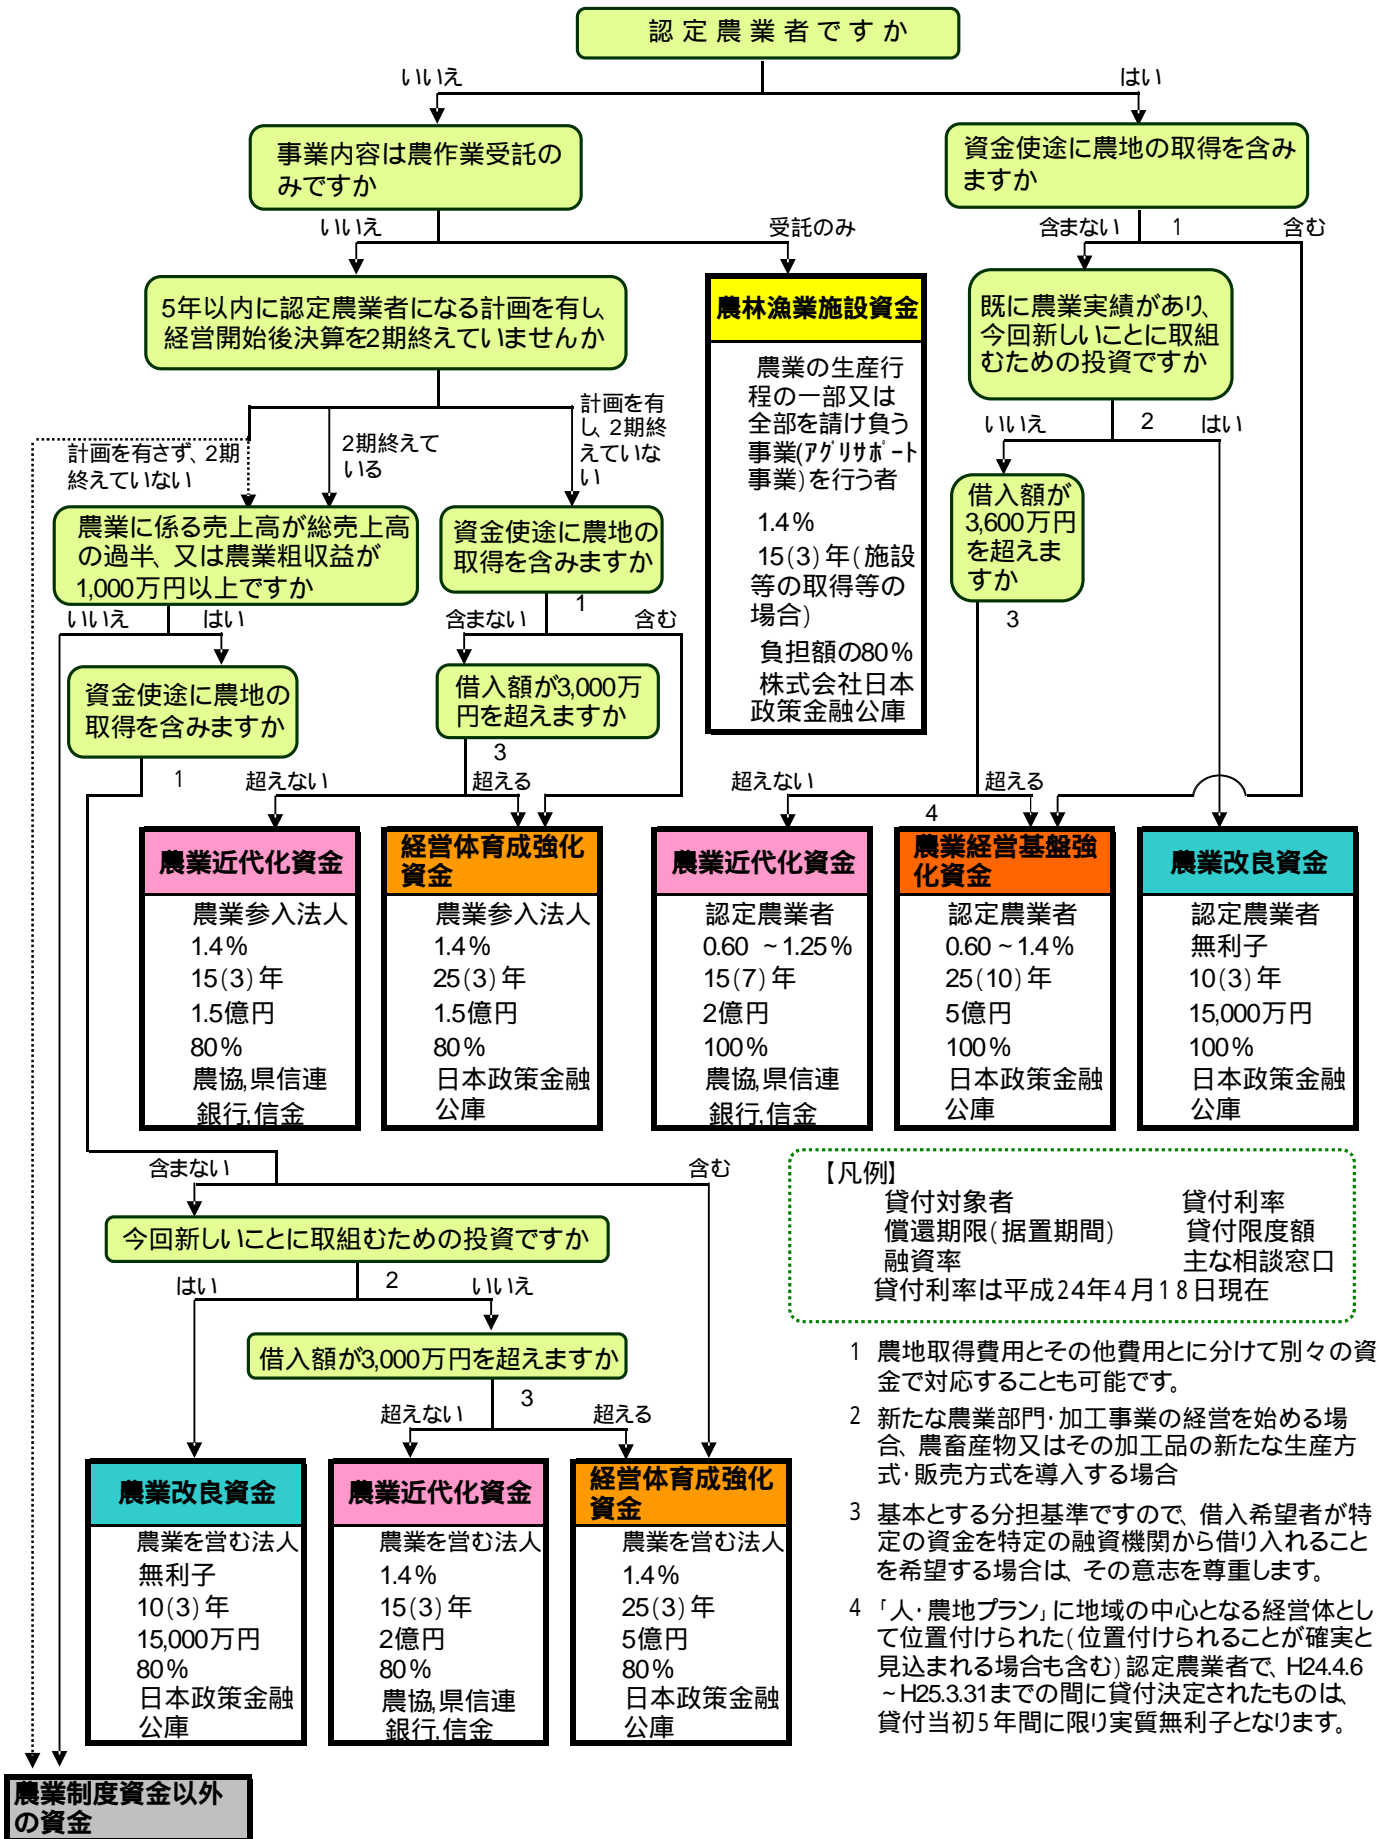 認定農業者ですか
いいえ
はい
事業内容は農作業受託の
みですか
資金使途に農地の取得を含み
ますか
いいえ
受託のみ
含まない
1
含む
5年以内に認定農業者になる計画を有し、
経営開始後決算を2期終えていませんか
農林漁業施設資金
農業の生産行
程の一部又は
全部を請け負う
事業(アグリサポート
事業)を行う者
1.4%
15(3)年(施設
等の取得等の
場合)
負担額の80%
株式会社日本
政策金融公庫
既に農業実績があり、
今回新しいことに取組
むための投資ですか
計画を有さず、2期
終えていない
2期終えて
いる
計画を有
し、2期終
えていな
い
いいえ
2
はい
農業に係る売上高が総売上高
の過半、又は農業粗収益が
1,000万円以上ですか
資金使途に農地の
取得を含みますか
借入額が
3,600万円
を超えま
すか
いいえ
はい
含まない
1
含む
3
資金使途に農地の
取得を含みますか
借入額が3,000万
円を超えますか
1
超えない
3
超える
超えない
超える
4
農業近代化資金
農業参入法人
1.4%
15(3)年
1.5億円
80%
農協,県信連
銀行,信金
経営体育成強化
資金
農業参入法人
1.4%
25(3)年
1.5億円
80%
日本政策金融
公庫
農業近代化資金
認定農業者
0.60 ~1.25%
15(7)年
2億円
100%
農協,県信連
銀行,信金
農業経営基盤強
化資金
認定農業者
0.60~1.4%
25(10)年
5億円
100%
日本政策金融
公庫
農業改良資金
認定農業者
無利子
10(3)年
15,000万円
100%
日本政策金融
公庫
含まない
含む
今回新しいことに取組むための投資ですか
はい
2
いいえ
借入額が3,000万円を超えますか
超えない
3
超える
農業改良資金
農業を営む法人
無利子
10(3)年
15,000万円
80%
日本政策金融
公庫
農業近代化資金
農業を営む法人
1.4%
15(3)年
2億円
80%
農協,県信連
銀行,信金
経営体育成強化
資金
農業を営む法人
1.4%
25(3)年
5億円
80%
日本政策金融
公庫
【凡例】
貸付対象者 貸付利率
償還期限(据置期間) 貸付限度額
融資率 主な相談窓口
貸付利率は平成24年4月18日現在
1 農地取得費用とその他費用とに分けて別々の資
金で対応することも可能です。
2 新たな農業部門・加工事業の経営を始める場
合、農畜産物又はその加工品の新たな生産方
式・販売方式を導入する場合
3 基本とする分担基準ですので、借入希望者が特
定の資金を特定の融資機関から借り入れること
を希望する場合は、その意志を尊重します。
4 「人・農地プラン」に地域の中心となる経営体とし
て位置付けられた(位置付けられることが確実と
見込まれる場合も含む)認定農業者で、H24.4.6
~H25.3.31までの間に貸付決定されたものは、
貸付当初5年間に限り実質無利子となります。
農業制度資金以外
の資金